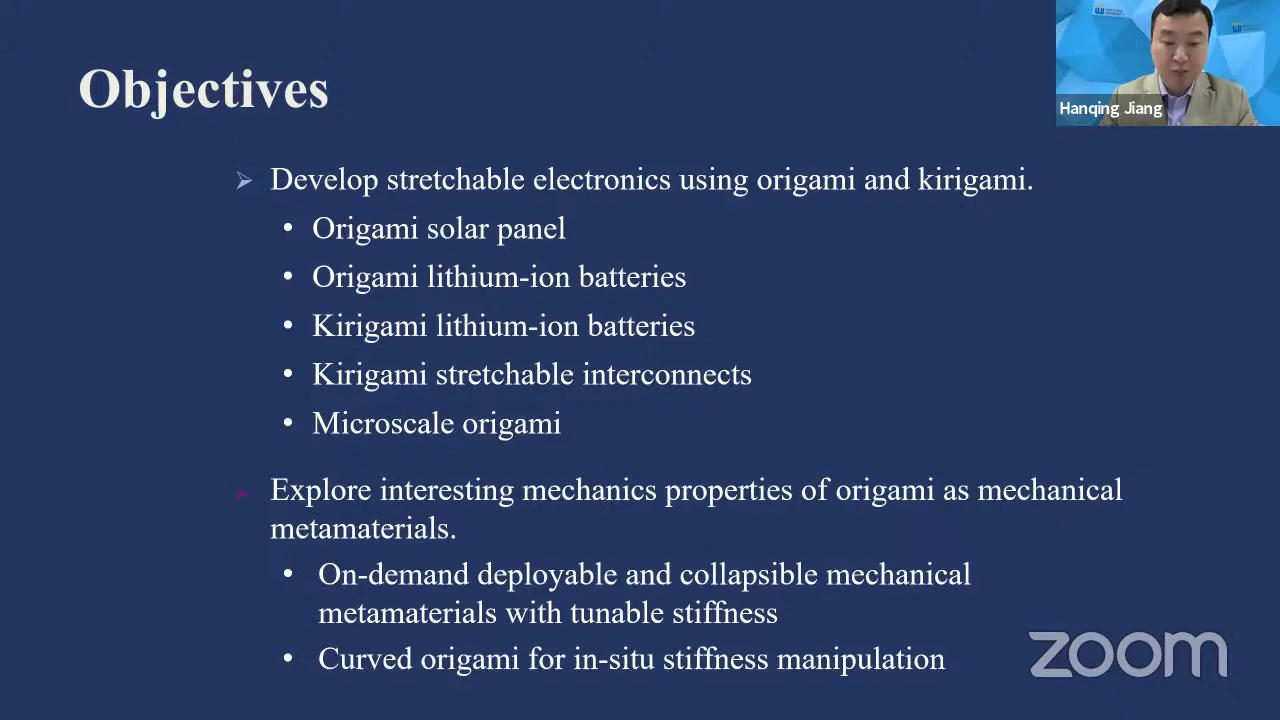 Objectives
Hanqing Jiang
➢ Develop stretchable electronics using origami and kirigami.
• Origami solar panel
• Origami lithium-ion batteries
• Kirigami lithium-ion batteries
• Kirigami stretchable interconnects
• Microscale origami
➢ Explore interesting mechanics properties of origami as mechanical
metamaterials.
• On-demand deployable and collapsible mechanical
metamaterials with tunable stiffness
• Curved origami for in-situ stiffness manipulation
zoom